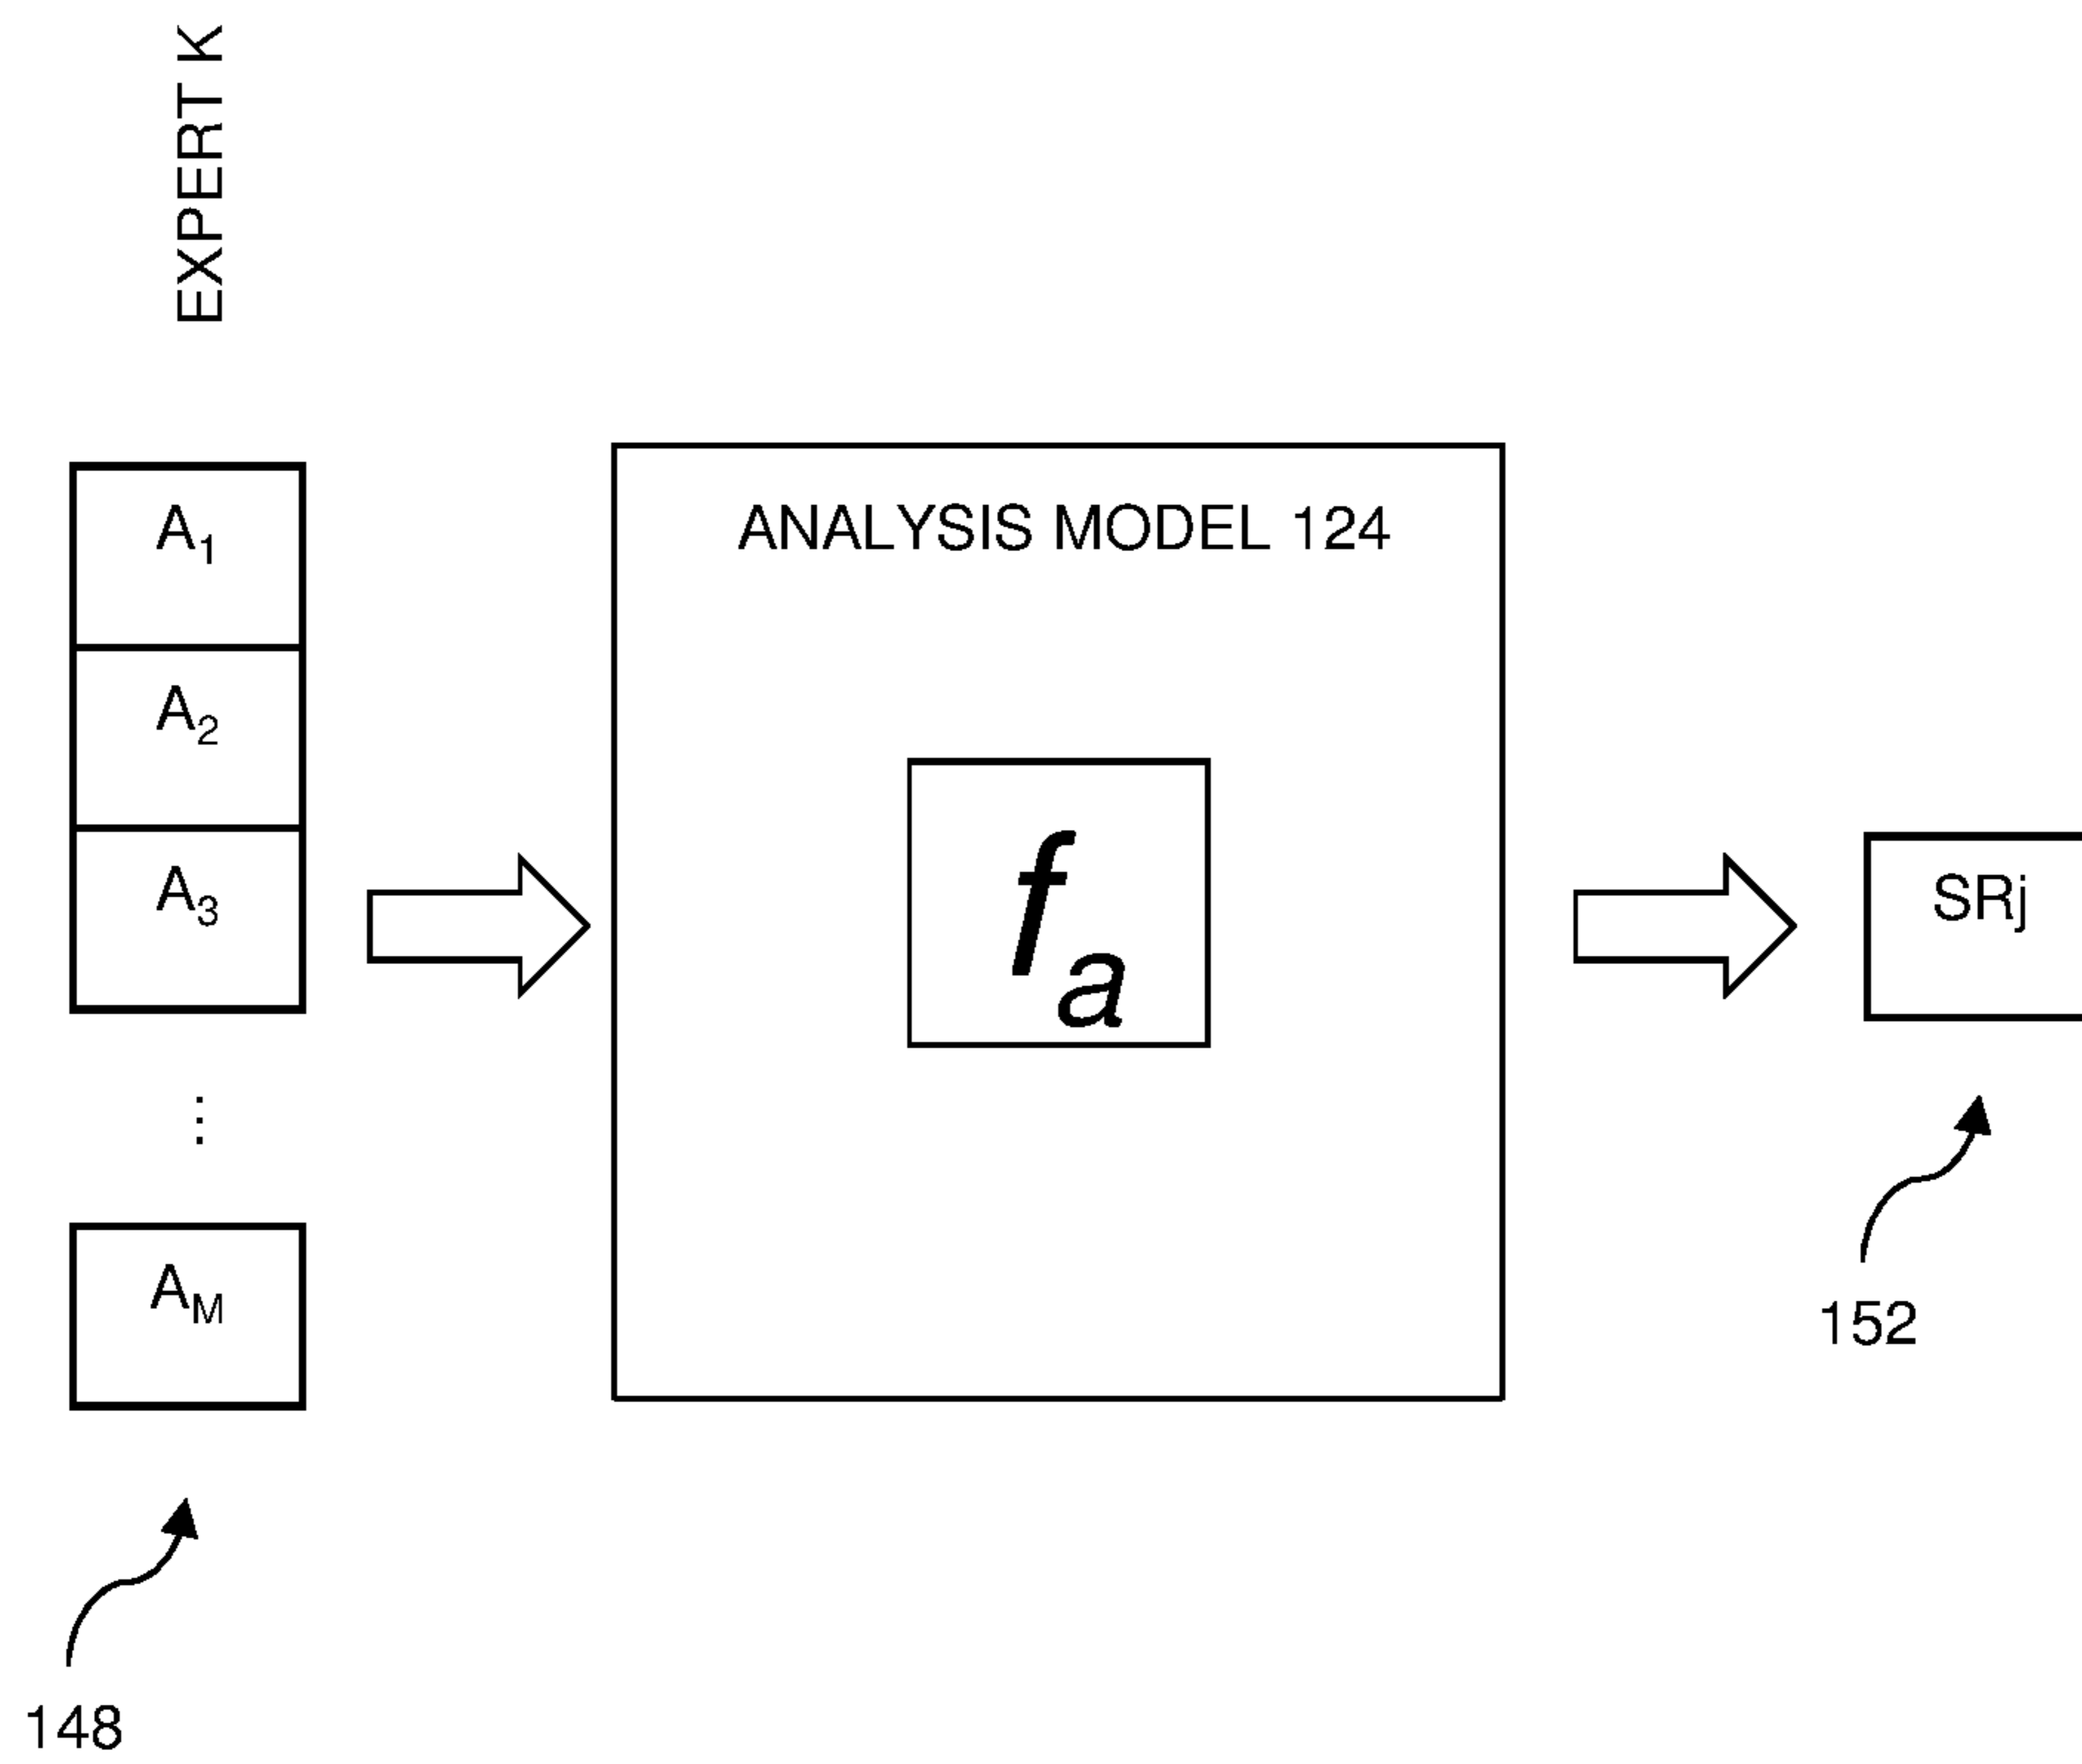 EXPERT K
ANALYSIS MODEL 124
A1
A2
A3
fa
SRj
⋮
AM
152
148